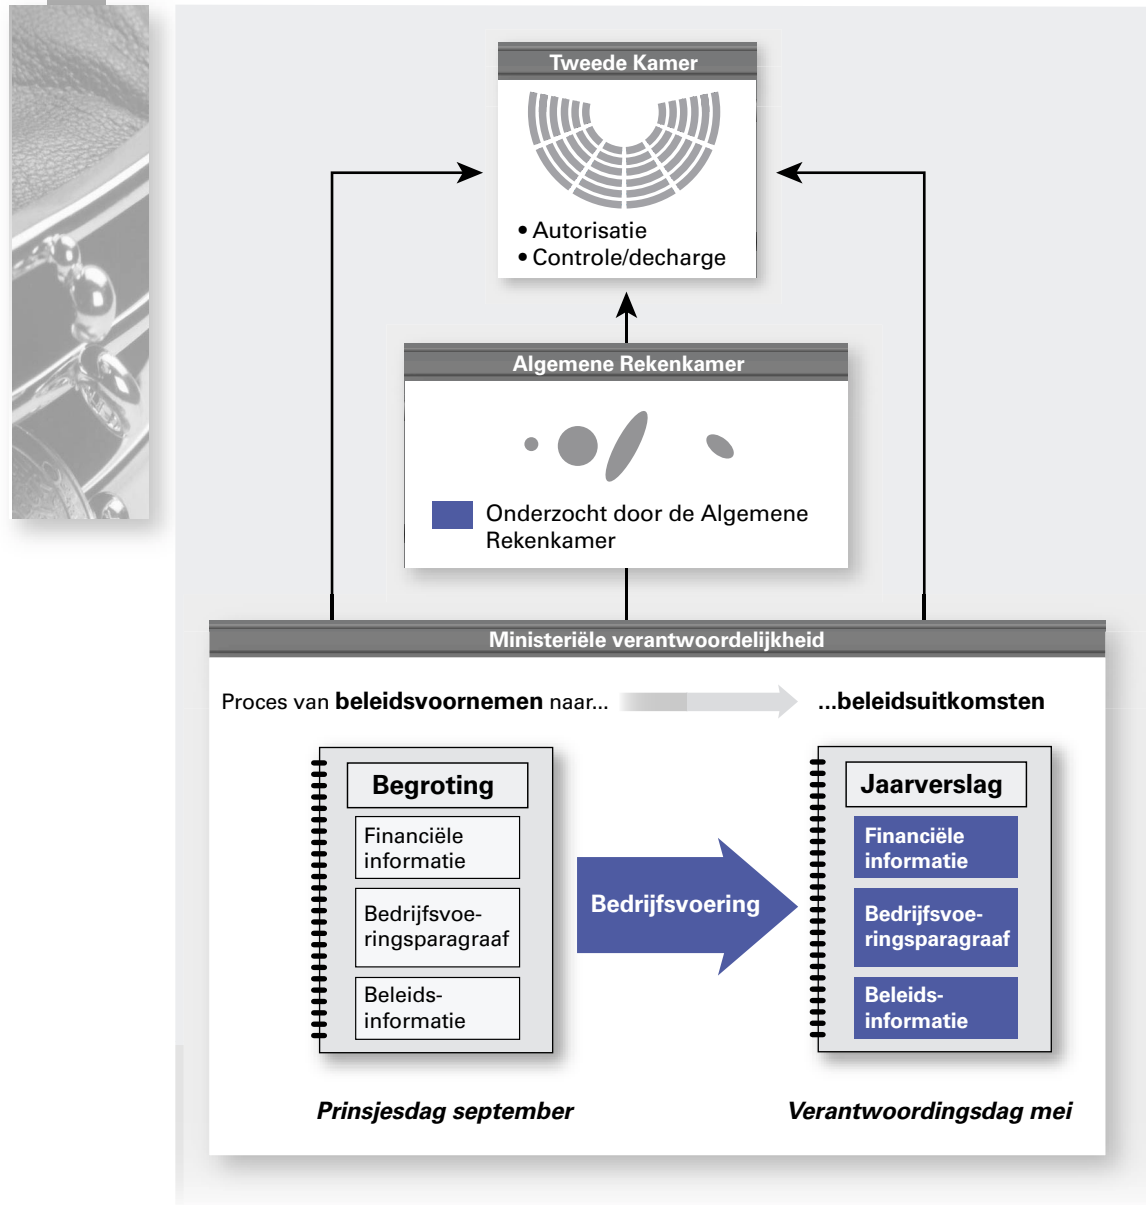 Tweede Kamer
• Autorisatie
• Controle/decharge
Algemene Rekenkamer
Onderzocht door de Algemene
Rekenkamer
Ministeriële verantwoordelijkheid
Proces van beleidsvoornemen naar...
...beleidsuitkomsten
Begroting
Financiële
informatie
Bedrijfsvoe-
ringsparagraaf
Beleids-
informatie
Prinsjesdag september
Bedrijfsvoering
Jaarverslag
Financiële
informatie
Bedrijfsvoe-
ringsparagraaf
Beleids-
informatie
Verantwoordingsdag mei